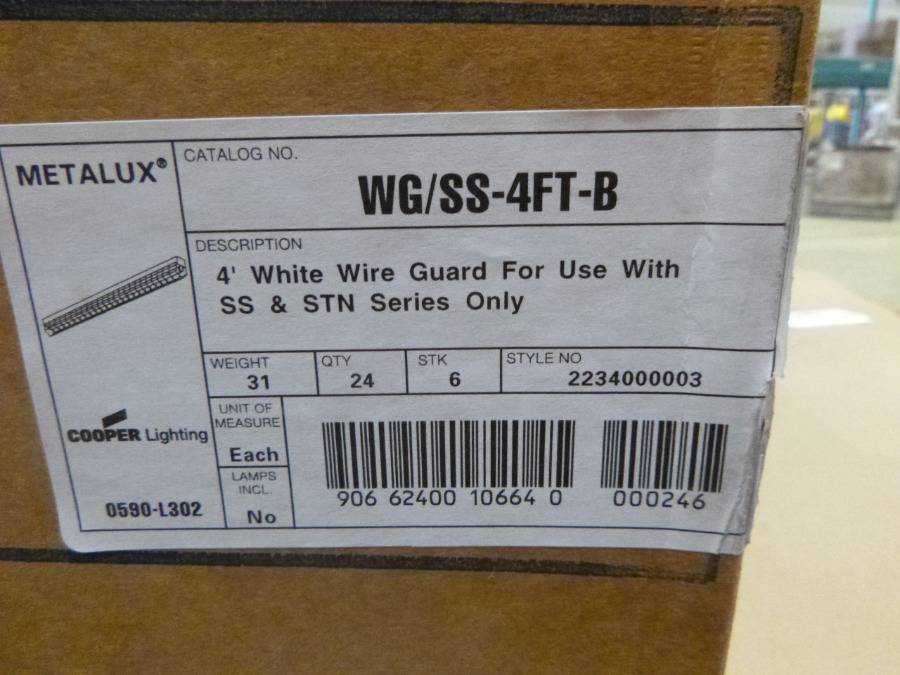 METALUX®
CATALOG NO.
WG/SS-4FT-B
DESCRIPTION
4' White Wire Guard For Use With
SS & STN Series Only
WEIGHT
31
QTY
24
STK
6
STYLE NO
2234000003
COOPER Lighting
0590-L302
UNIT OF
MEASURE
Each
LAMPS
INCL.
No
906 62400 10664 0
000246